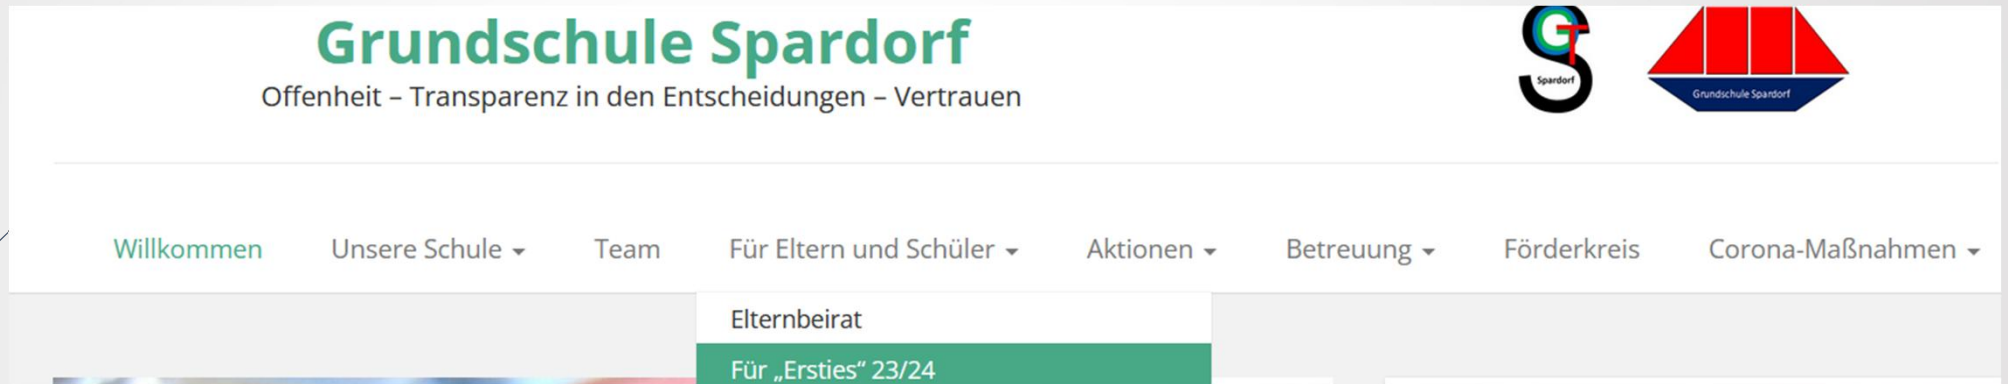 Grundschule Spardorf
Offenheit – Transparenz in den Entscheidungen – Vertrauen
GTS
Spardorf
Grundschule Spardorf
Willkommen Unsere Schule Team Für Eltern und Schüler Aktionen Betreuung Förderkreis Corona-Maßnahmen
Elternbeirat
Für „Ersties“ 23/24